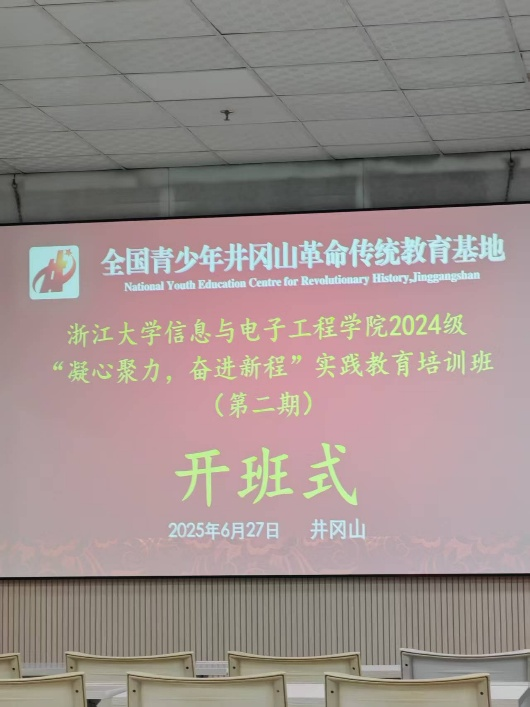 全国青少年井冈山革命传统教育基地
National Youth Education Centre for Revolutionary History,Jinggangshan
浙江大学信息与电子工程学院2024级
“凝心聚力，奋进新程”实践教育培训班
（第二期）
开班式
2025年6月27日 井冈山